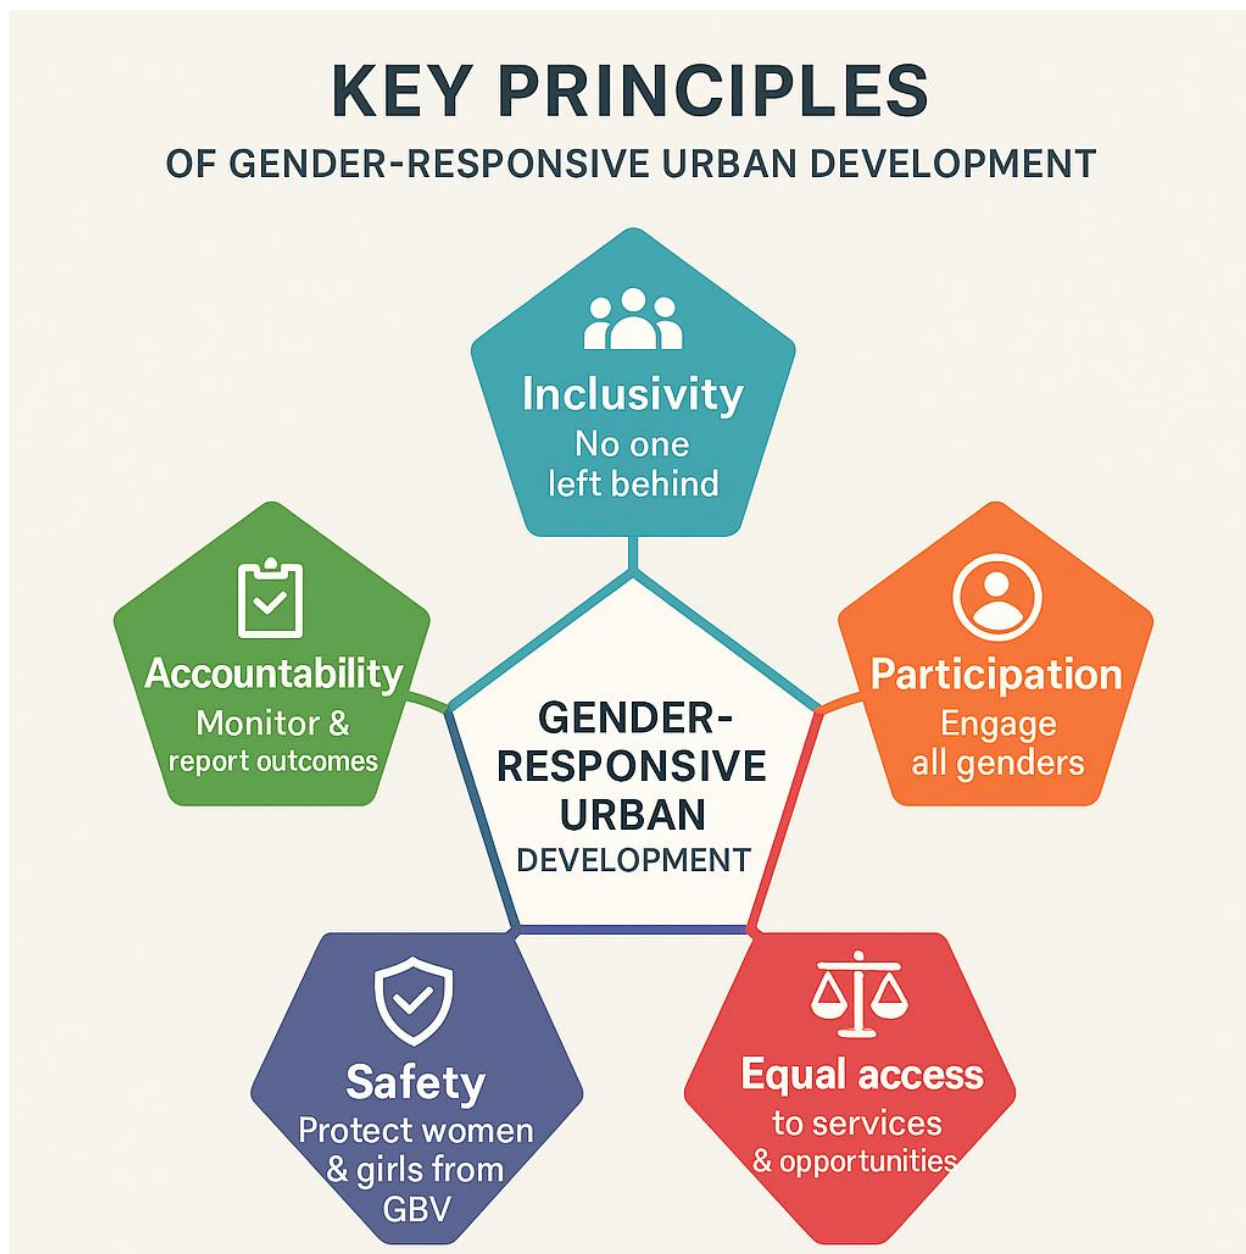 KEY PRINCIPLES
OF GENDER-RESPONSIVE URBAN DEVELOPMENT
Inclusivity
No one
left behind
Accountability
Monitor &
report outcomes
Participation
Engage
all genders
GENDER-
RESPONSIVE
URBAN
DEVELOPMENT
Safety
Protect women
& girls from
GBV
Equal access
to services
& opportunities